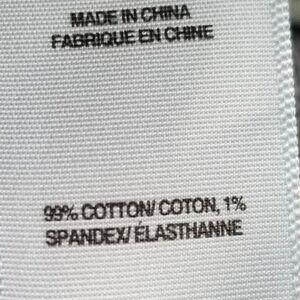 MADE IN CHINA
FABRIQUE EN CHINE
99% COTTON/ COTON, 1%
SPANDEX/ ÉLASTHANNE